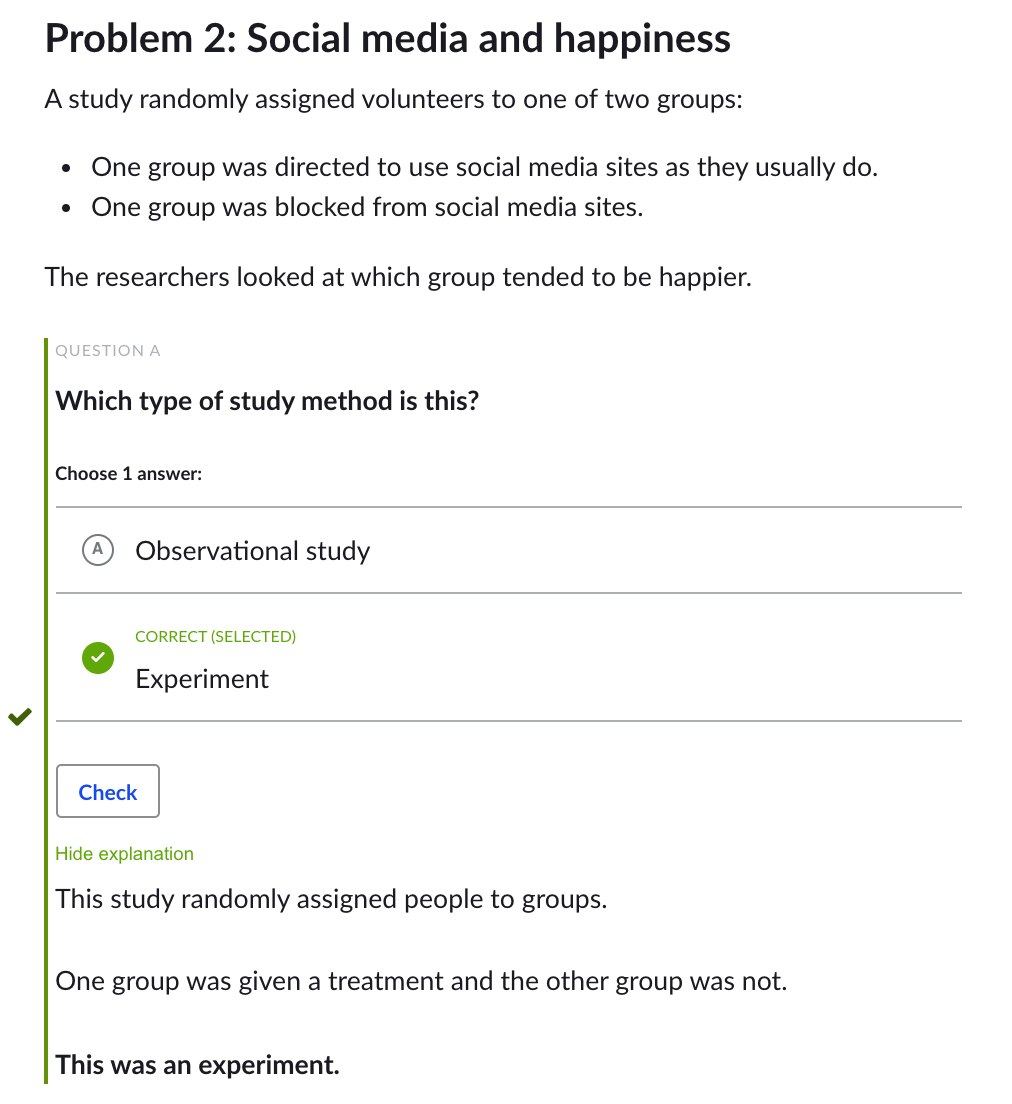 Problem 2: Social media and happiness
A study randomly assigned volunteers to one of two groups:
• One group was directed to use social media sites as they usually do.
• One group was blocked from social media sites.
The researchers looked at which group tended to be happier.
QUESTION A
Which type of study method is this?
Choose 1 answer:
A Observational study
CORRECT (SELECTED)
Experiment
Check
Hide explanation
This study randomly assigned people to groups.
One group was given a treatment and the other group was not.
This was an experiment.